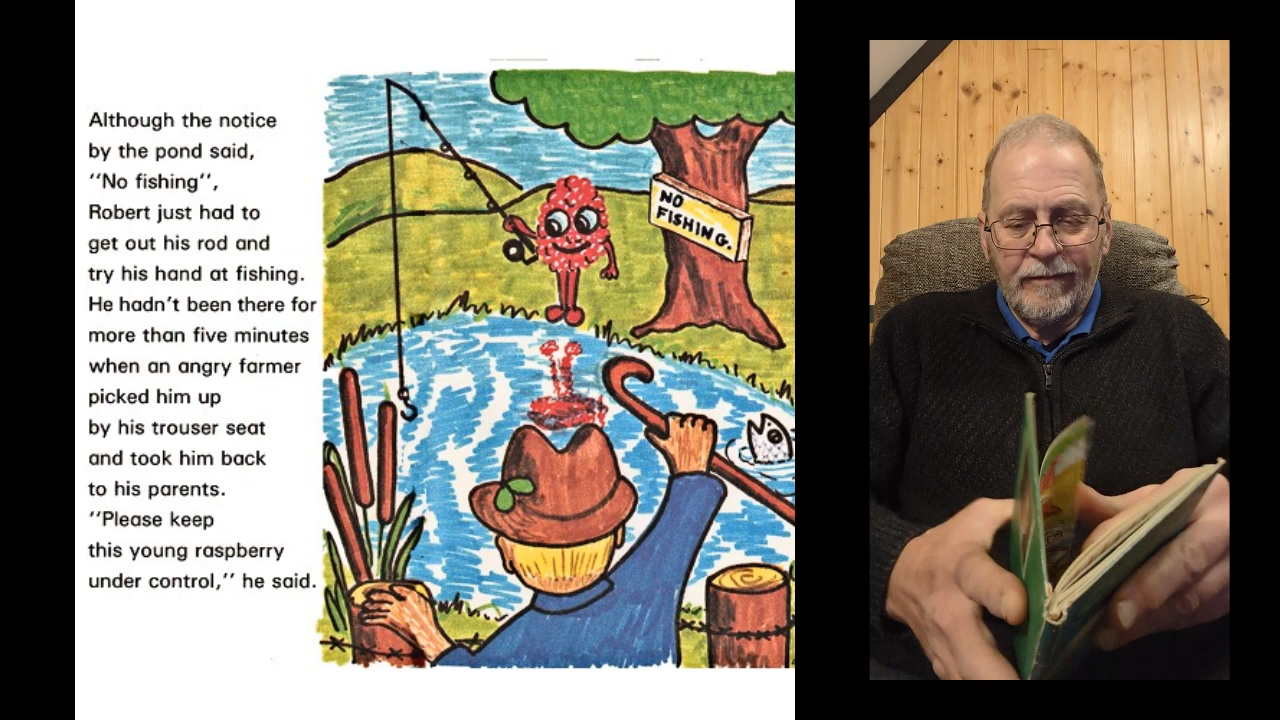 Although the notice
by the pond said,
‘‘No fishing’’,
Robert just had to
get out his rod and
try his hand at fishing.
He hadn’t been there for
more than five minutes
when an angry farmer
picked him up
by his trouser seat
and took him back
to his parents.
‘‘Please keep
this young raspberry
under control,’’ he said.
NO
FISHING.